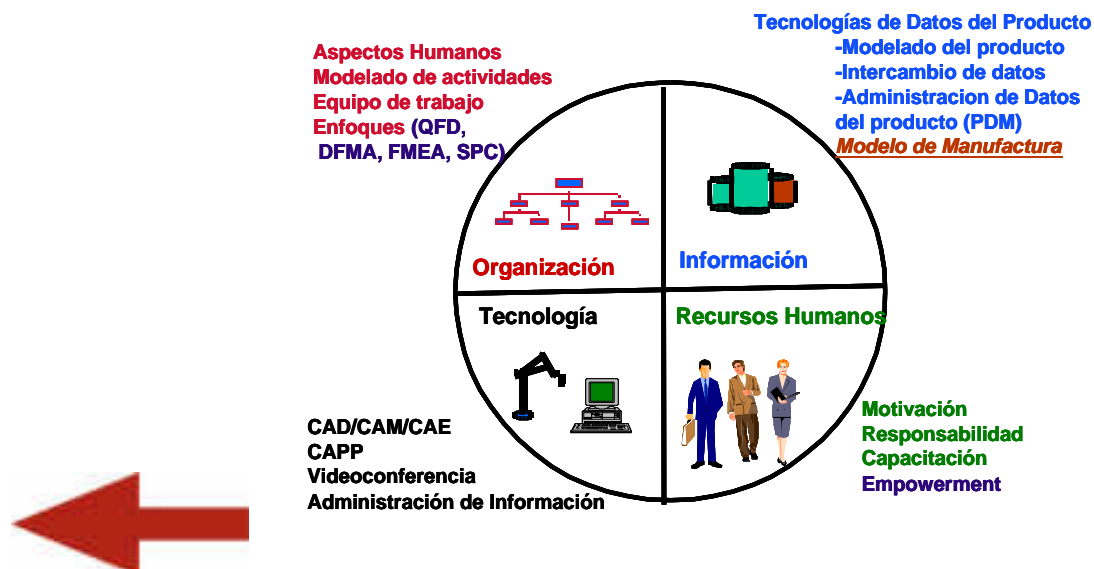 Tecnologías de Datos del Producto
-Modelado del producto
-Intercambio de datos
-Administracion de Datos
del producto (PDM)
Modelo de Manufactura
Aspectos Humanos
Modelado de actividades
Equipo de trabajo
Enfoques (QFD,
DFMA, FMEA, SPC)
Organización
Información
Tecnología
Recursos Humanos
CAD/CAM/CAE
CAPP
Videoconferencia
Administración de Información
Motivación
Responsabilidad
Capacitación
Empowerment